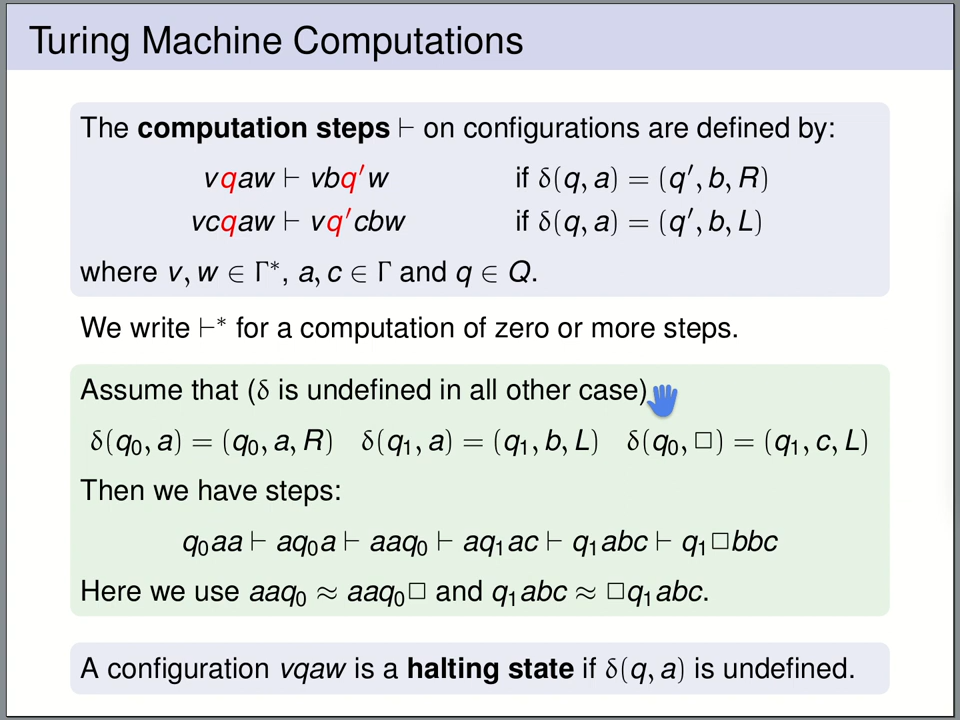 Turing Machine Computations
The computation steps ⊢ on configurations are defined by:
vqaw ⊢ vbq′w if δ(q, a) = (q′, b, R)
vcqaw ⊢ vq′cbw if δ(q, a) = (q′, b, L)
where v, w ∈ Γ*, a, c ∈ Γ and q ∈ Q.
We write ⊢* for a computation of zero or more steps.
Assume that (δ is undefined in all other case)
δ(q₀, a) = (q₀, a, R) δ(q₁, a) = (q₁, b, L) δ(q₀, □) = (q₁, c, L)
Then we have steps:
q₀aa ⊢ aq₀a ⊢ aaq₀ ⊢ aq₁ac ⊢ q₁abc ⊢ q₁□bbc
Here we use aaq₀ ≈ aaq₀□ and q₁abc ≈ □q₁abc.
A configuration vqaw is a halting state if δ(q, a) is undefined.